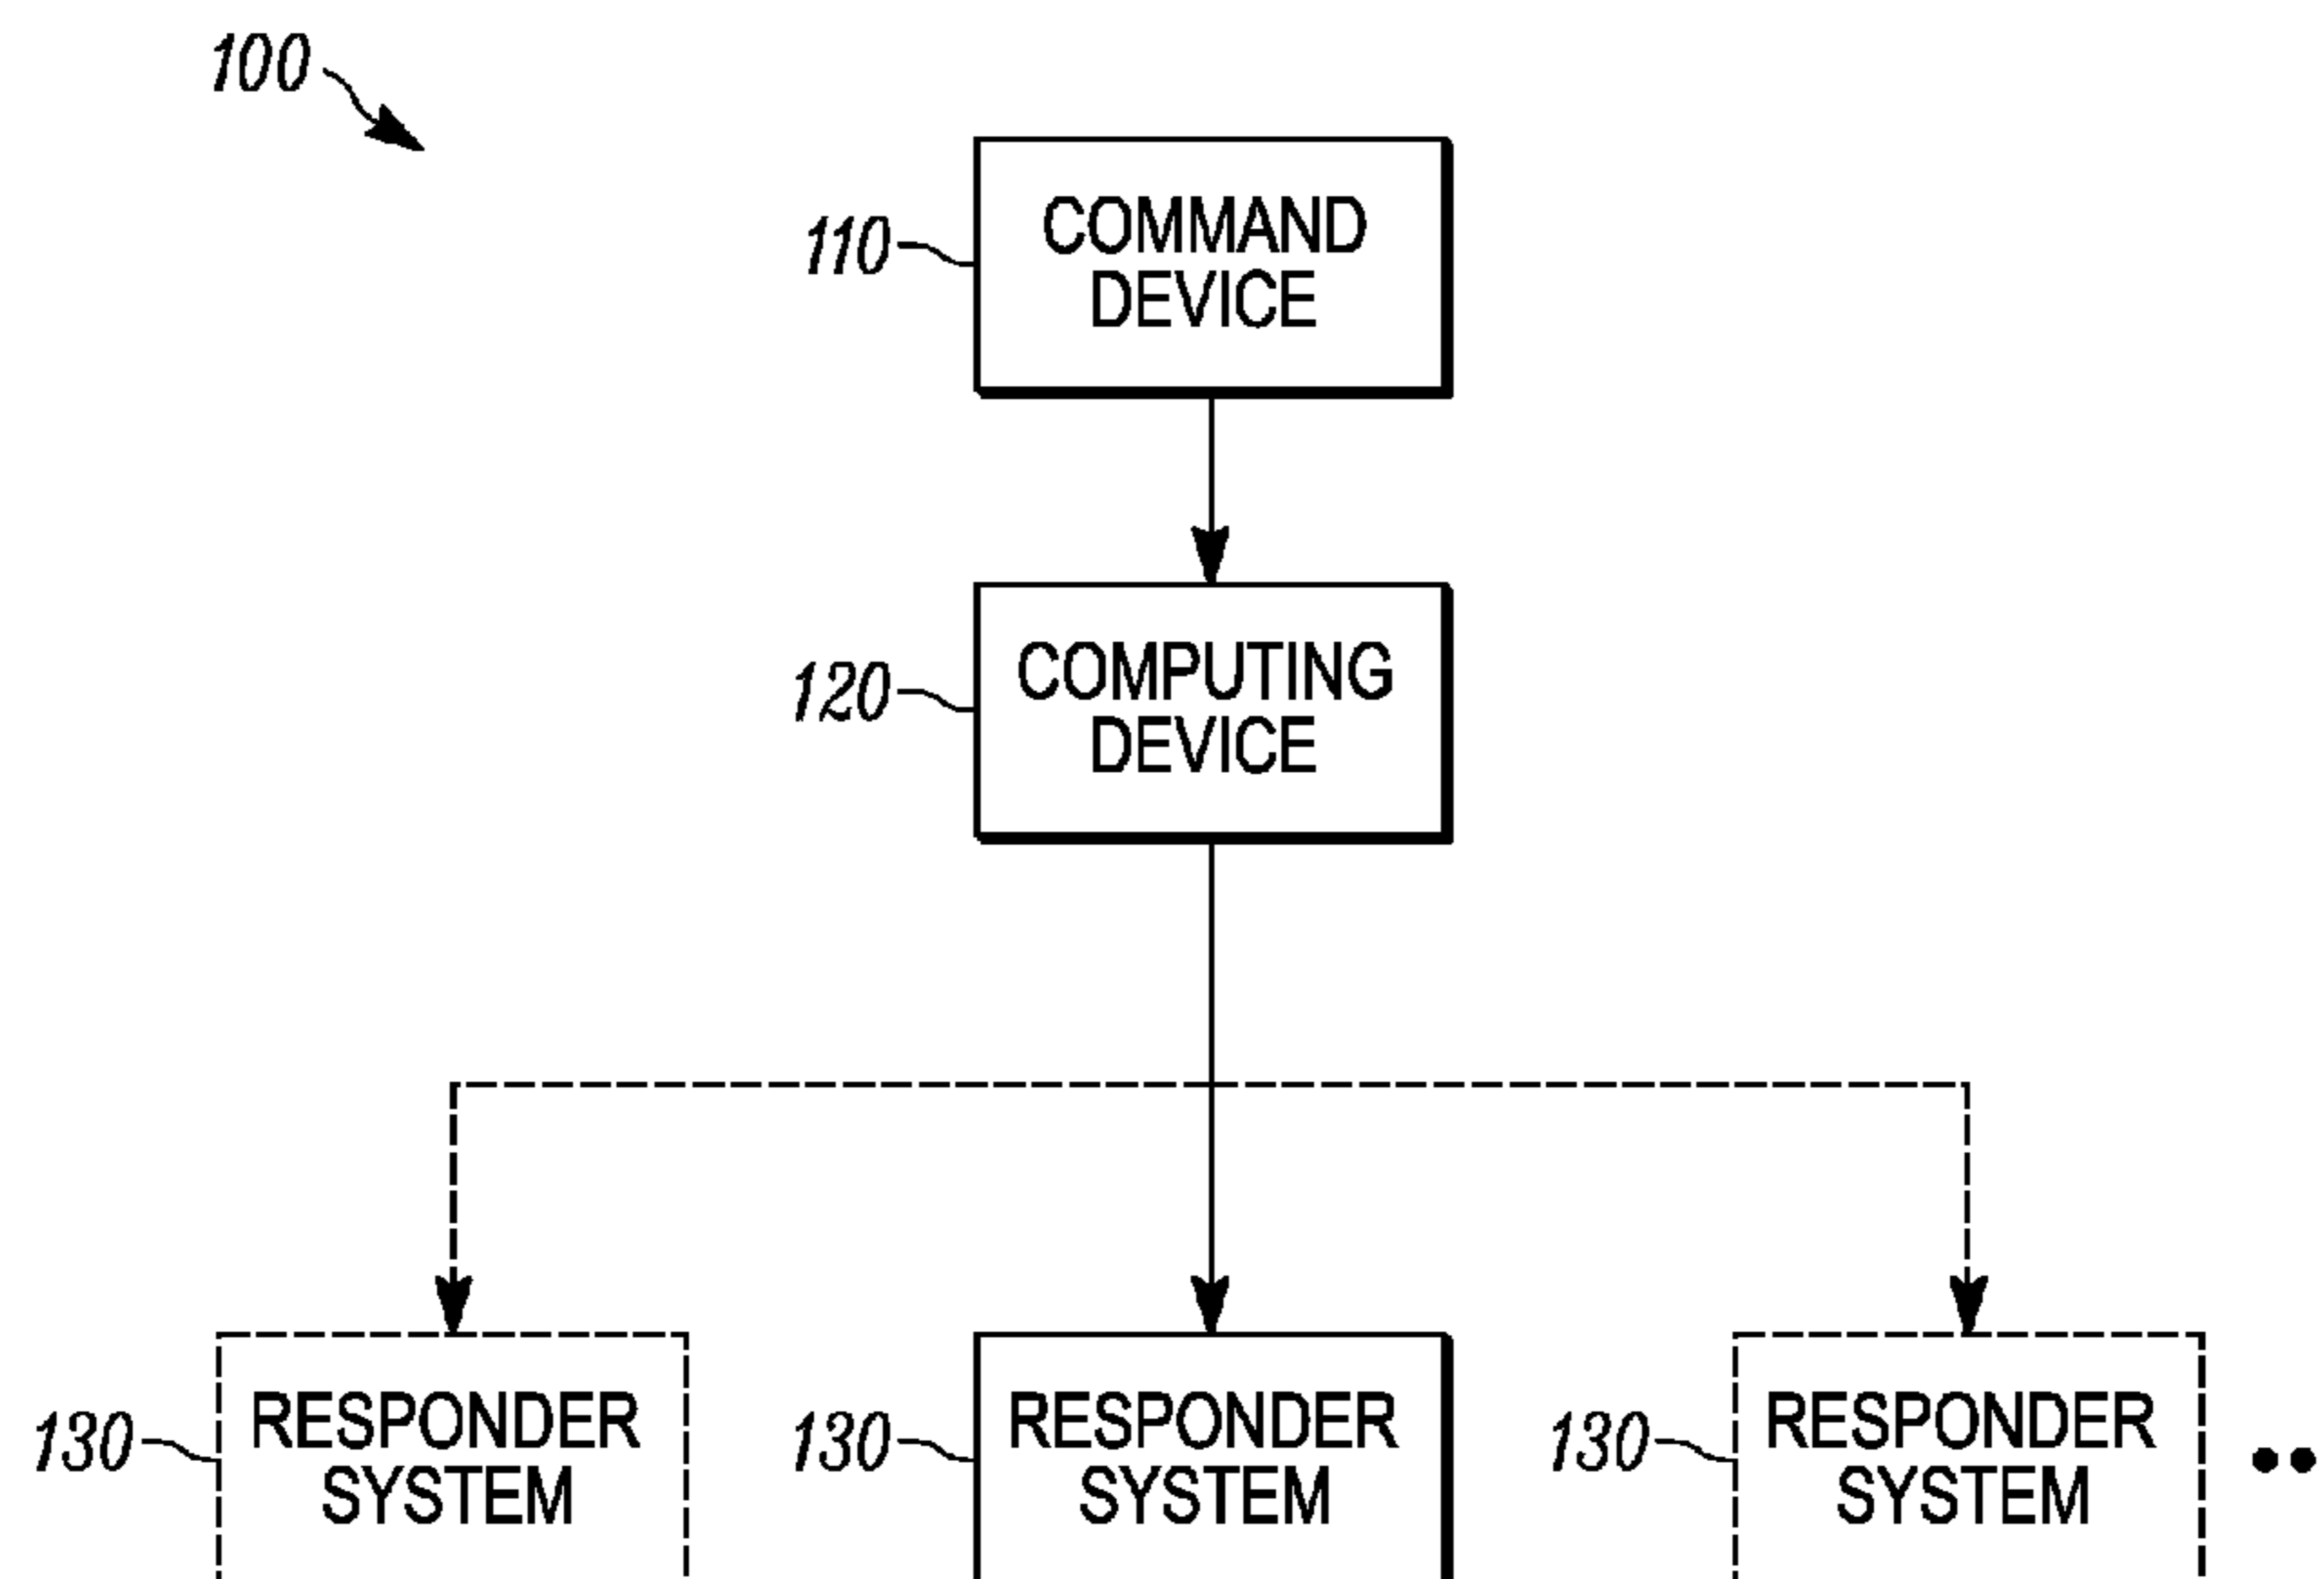 100
110
COMMAND
DEVICE
120
COMPUTING
DEVICE
130
RESPONDER
SYSTEM
130
RESPONDER
SYSTEM
130
RESPONDER
SYSTEM